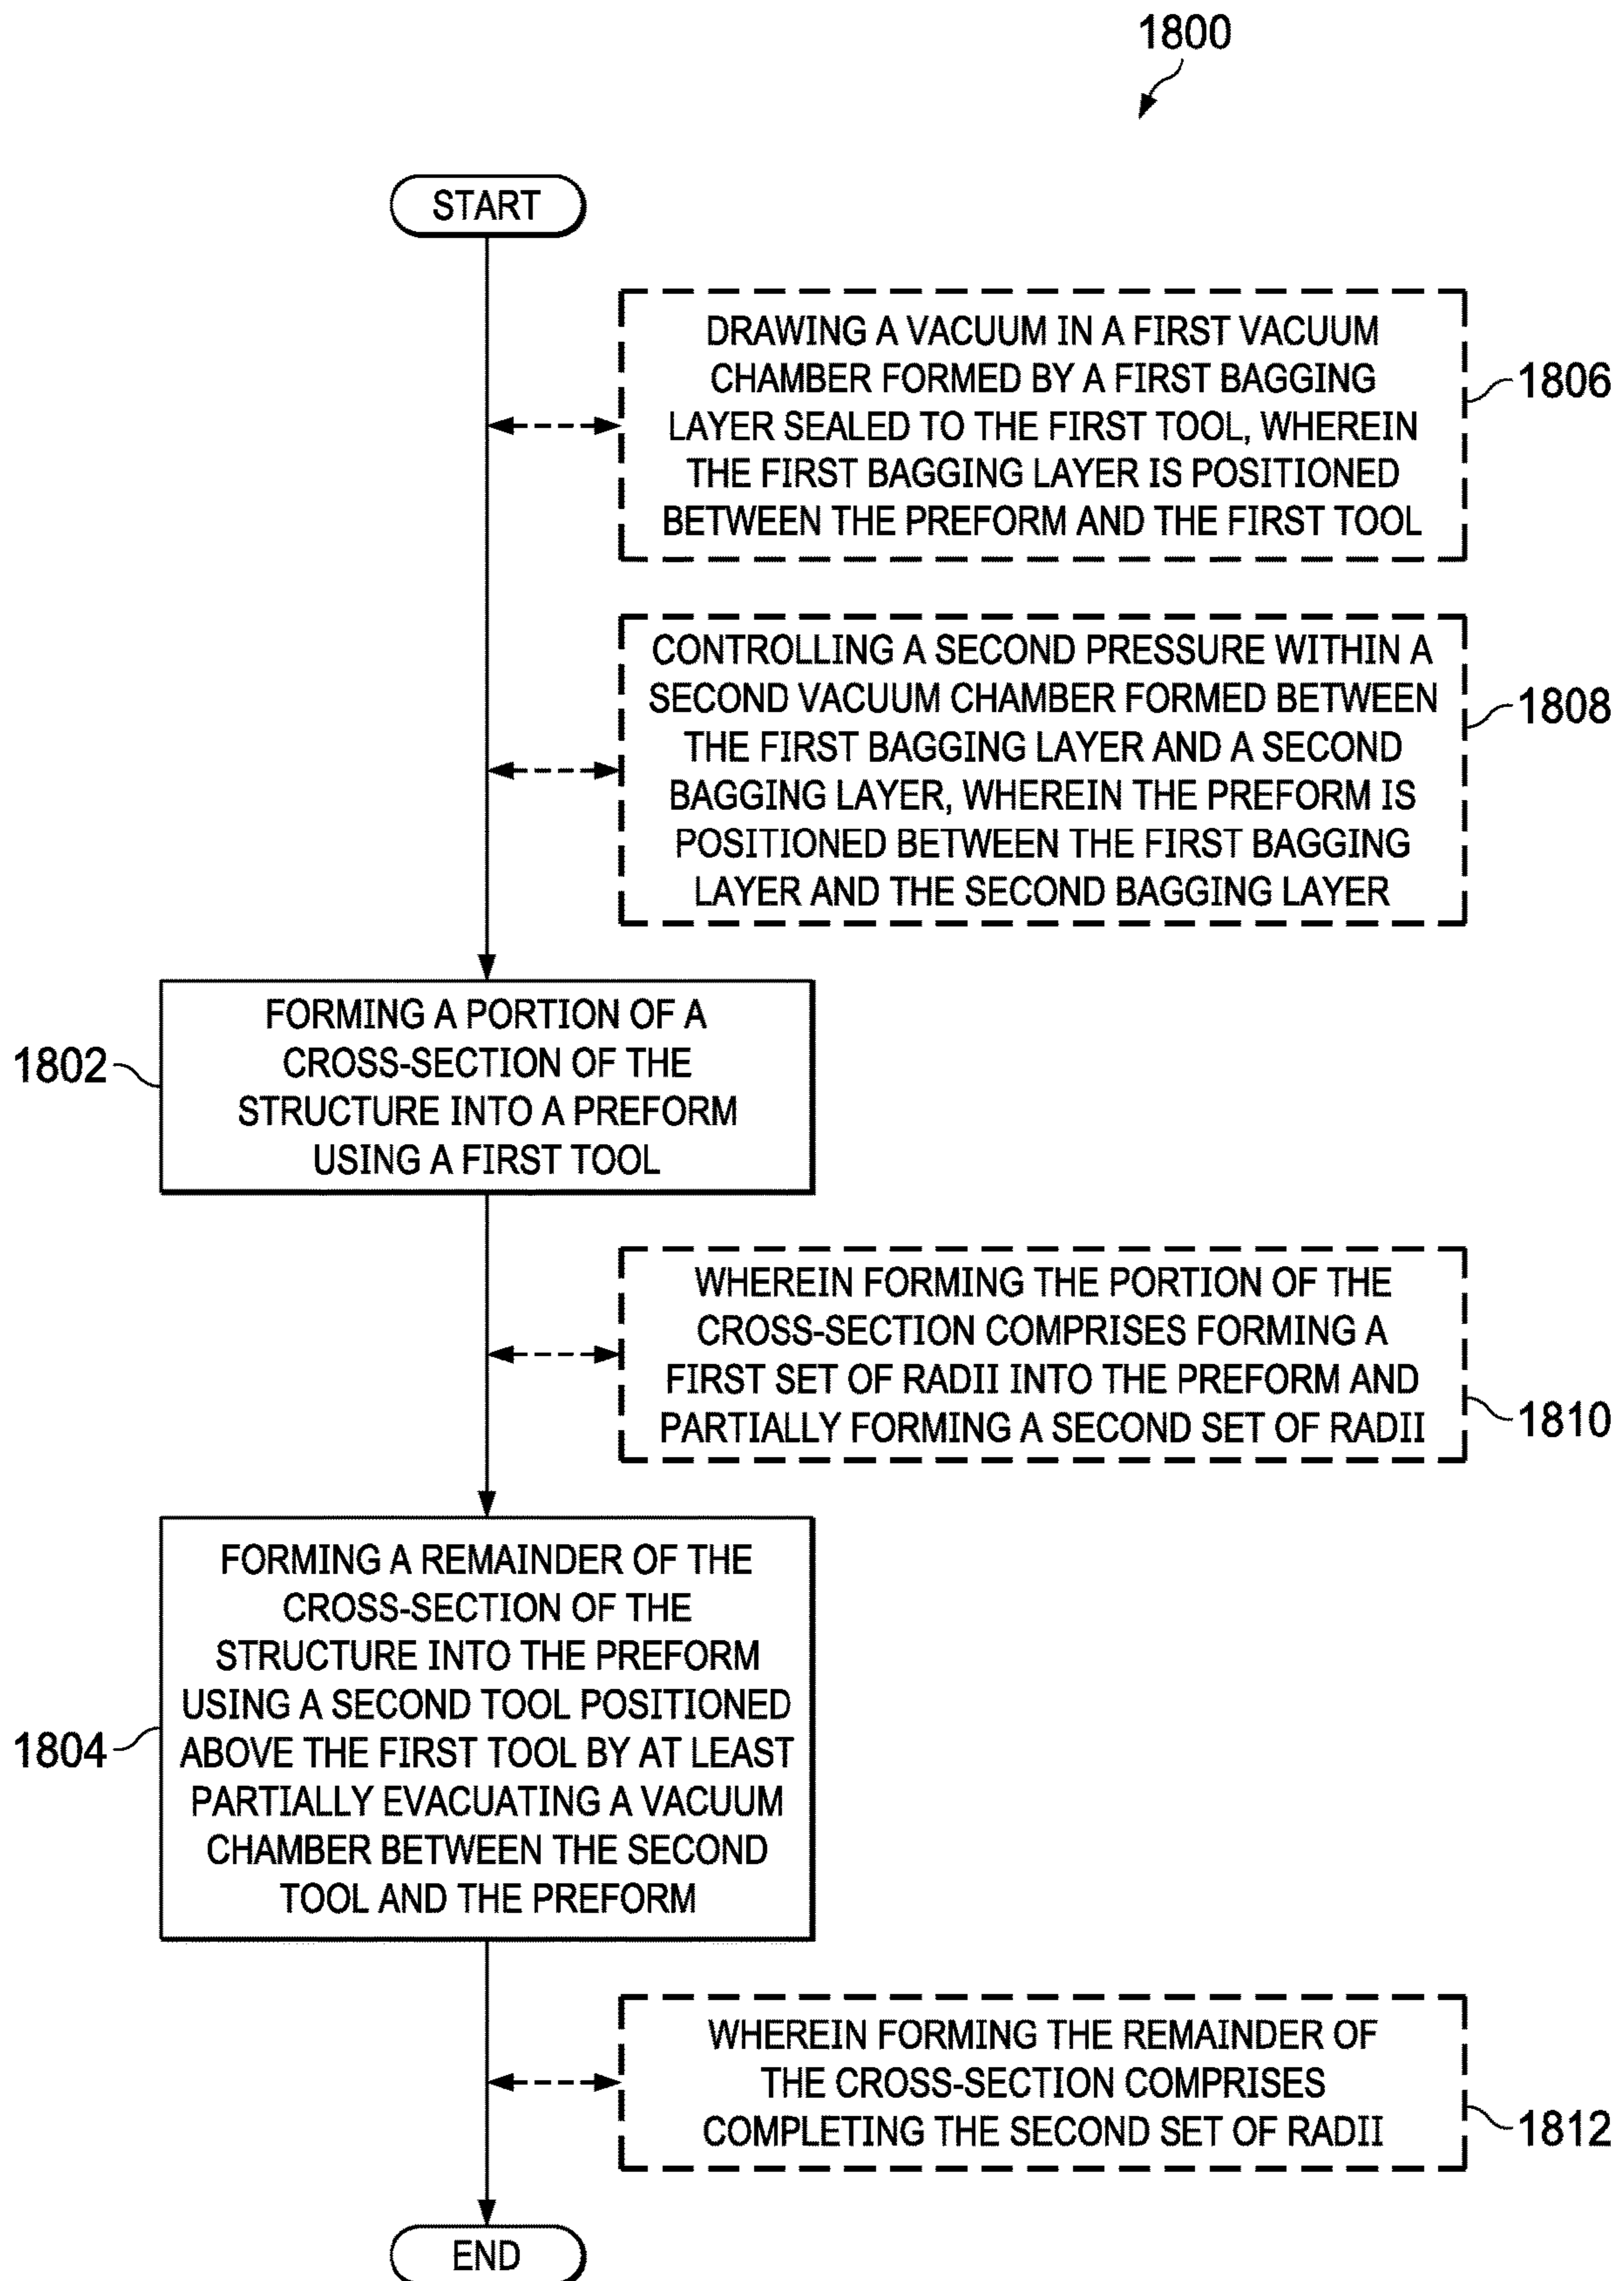 1800
START
DRAWING A VACUUM IN A FIRST VACUUM
CHAMBER FORMED BY A FIRST BAGGING
LAYER SEALED TO THE FIRST TOOL, WHEREIN
THE FIRST BAGGING LAYER IS POSITIONED
BETWEEN THE PREFORM AND THE FIRST TOOL
1806
CONTROLLING A SECOND PRESSURE WITHIN A
SECOND VACUUM CHAMBER FORMED BETWEEN
THE FIRST BAGGING LAYER AND A SECOND
BAGGING LAYER, WHEREIN THE PREFORM IS
POSITIONED BETWEEN THE FIRST BAGGING
LAYER AND THE SECOND BAGGING LAYER
1808
FORMING A PORTION OF A
CROSS-SECTION OF THE
STRUCTURE INTO A PREFORM
USING A FIRST TOOL
1802
WHEREIN FORMING THE PORTION OF THE
CROSS-SECTION COMPRISES FORMING A
FIRST SET OF RADII INTO THE PREFORM AND
PARTIALLY FORMING A SECOND SET OF RADII
1810
FORMING A REMAINDER OF THE
CROSS-SECTION OF THE
STRUCTURE INTO THE PREFORM
USING A SECOND TOOL POSITIONED
ABOVE THE FIRST TOOL BY AT LEAST
PARTIALLY EVACUATING A VACUUM
CHAMBER BETWEEN THE SECOND
TOOL AND THE PREFORM
1804
WHEREIN FORMING THE REMAINDER OF
THE CROSS-SECTION COMPRISES
COMPLETING THE SECOND SET OF RADII
1812
END